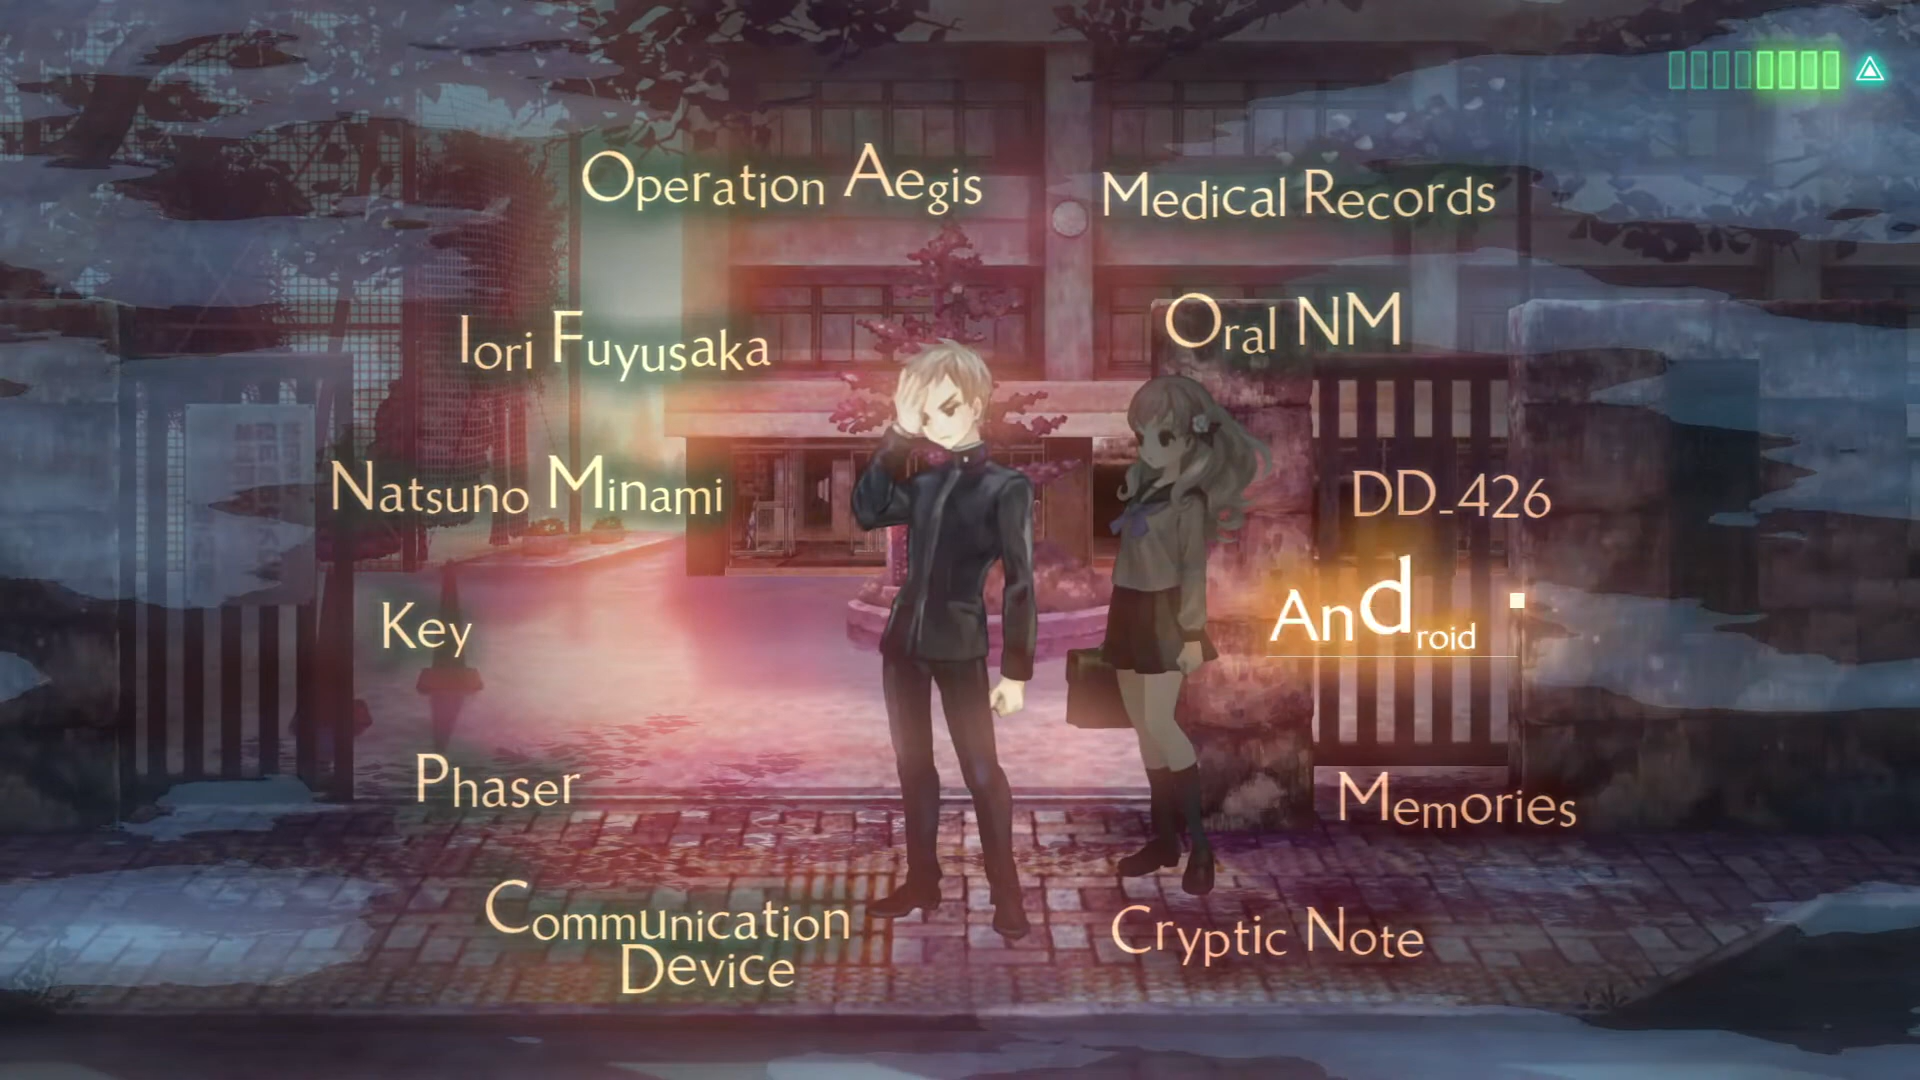 Operation Aegis
Medical Records
Iori Fuyusaka
Oral NM
Natsuno Minami
DD-426
Key
Android
Phaser
Memories
Communication
Device
Cryptic Note